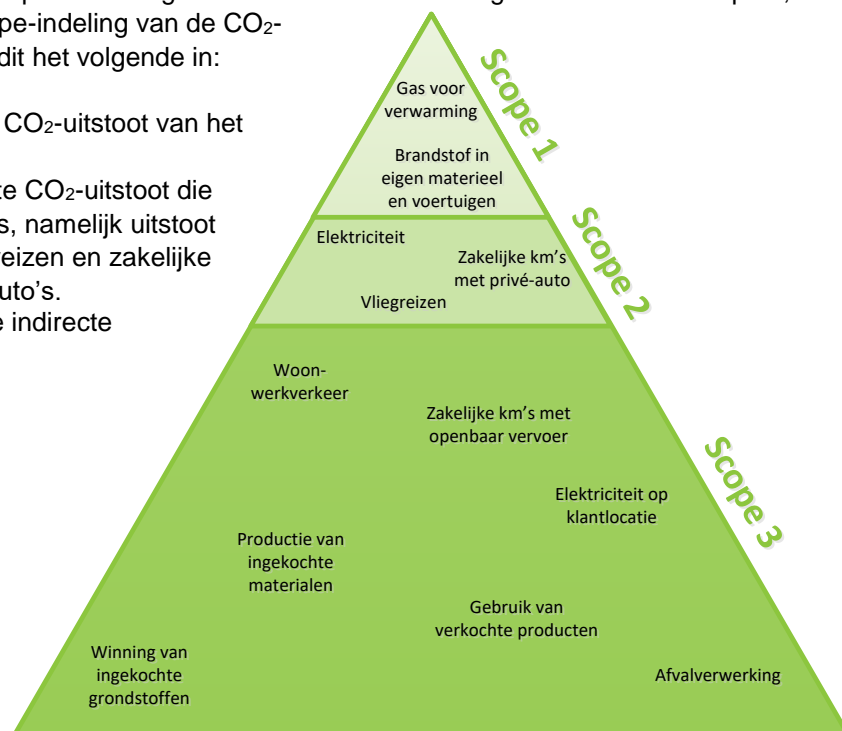 pe-indeling van de CO2-
dit het volgende in:
CO2-uitstoot van het
te CO2-uitstoot die
s, namelijk uitstoot
reizen en zakelijke
uto's.
e indirecte
Gas voor
verwarming
Brandstof in
eigen materieel
en voertuigen
Scope 1
Elektriciteit
Zakelijke km's
met privé-auto
Vliegreizen
Scope 2
Woon-
werkverkeer
Zakelijke km's met
openbaar vervoer
Elektriciteit op
klantlocatie
Productie van
ingekochte
materialen
Gebruik van
verkochte producten
Winning van
ingekochte
grondstoffen
Afvalverwerking
Scope 3